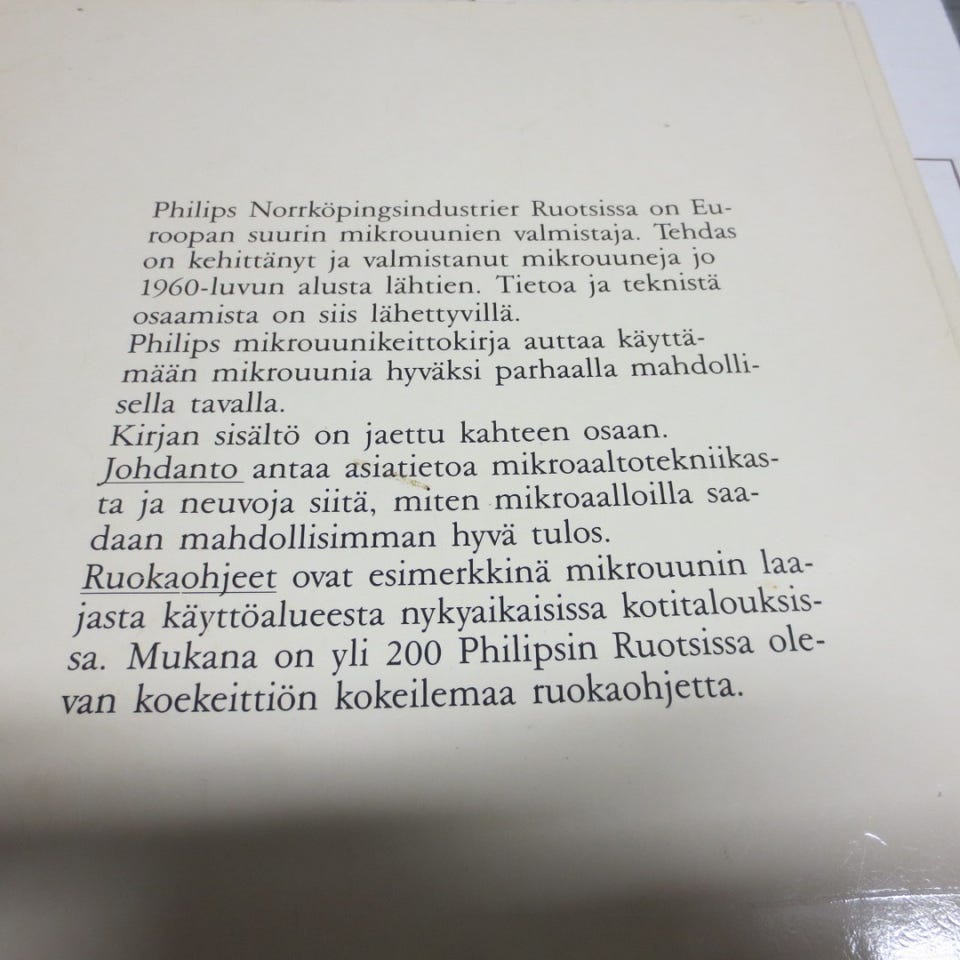 Philips Norrköpingsindustrier Ruotsissa on Eu-
roopan suurin mikrouunien valmistaja. Tehdas
on kehittänyt ja valmistanut mikrouuneja jo
1960-luvun alusta lähtien. Tietoa ja teknistä
osaamista on siis lähettyvillä.
Philips mikrouunikeittokirja auttaa käyttä-
mään mikrouunia hyväksi parhaalla mahdolli-
sella tavalla.
Kirjan sisältö on jaettu kahteen osaan.
Johdanto antaa asiatietoa mikroaaltotekniikas-
ta ja neuvoja siitä, miten mikroaalloilla saa-
daan mahdollisimman hyvä tulos.
Ruokaohjeet ovat esimerkkinä mikrouunin laa-
jasta käyttöalueesta nykyaikaisissa kotitalouksis-
sa. Mukana on yli 200 Philipsin Ruotsissa ole-
van koekeittiön kokeilemaa ruokaohjetta.